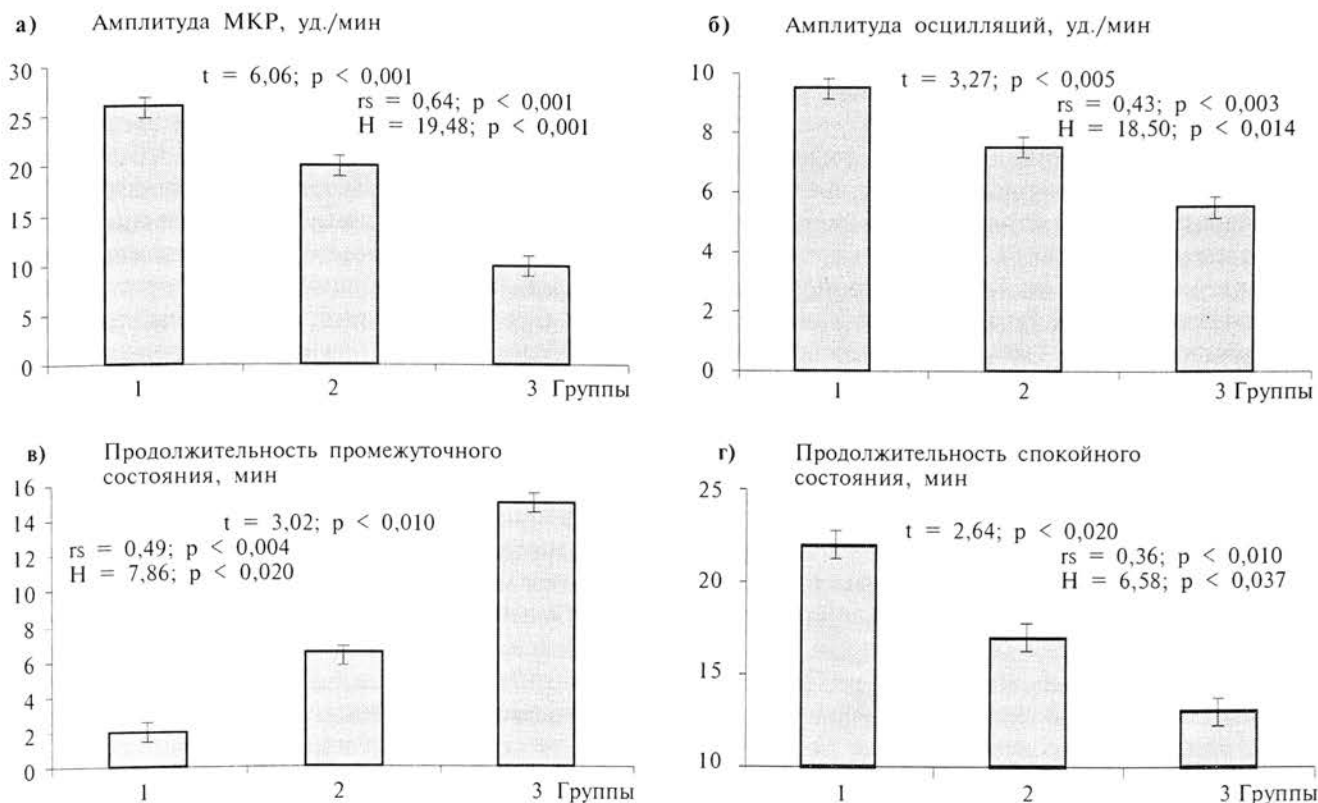 а) Амплитуда МКР, уд./мин
30
25
20
15
10
5
0
t = 6,06; p < 0,001
rs = 0,64; p < 0,001
H = 19,48; p < 0,001
1 2 3 Группы
б) Амплитуда осцилляций, уд./мин
10
8
6
4
2
0
t = 3,27; p < 0,005
rs = 0,43; p < 0,003
H = 18,50; p < 0,014
1 2 3 Группы
в) Продолжительность промежуточного
состояния, мин
16
14
12
10
8
6
4
2
0
t = 3,02; p < 0,010
rs = 0,49; p < 0,004
H = 7,86; p < 0,020
1 2 3 Группы
г) Продолжительность спокойного
состояния, мин
25
20
15
10
t = 2,64; p < 0,020
rs = 0,36; p < 0,010
H = 6,58; p < 0,037
1 2 3 Группы